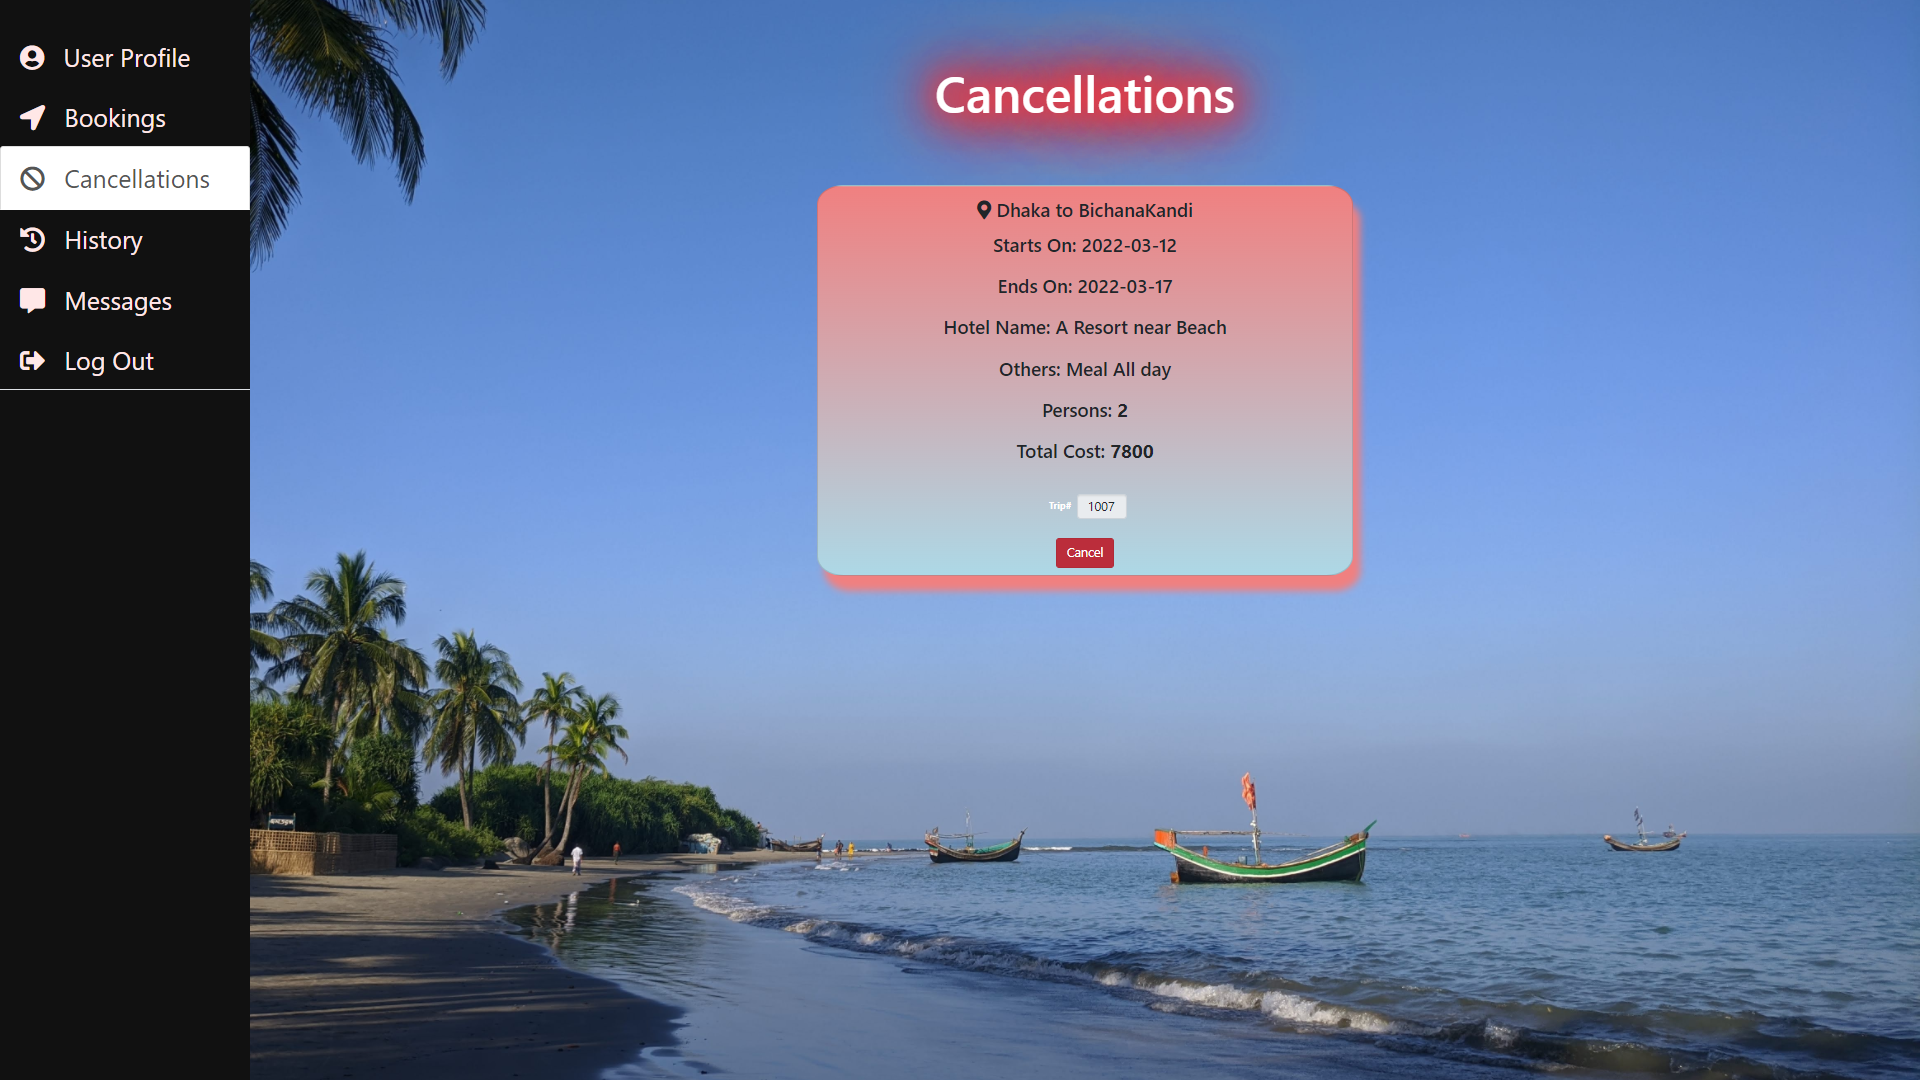 User Profile
Bookings
Cancellations
History
Messages
Log Out
Cancellations
Dhaka to BichanaKandi
Starts On: 2022-03-12
Ends On: 2022-03-17
Hotel Name: A Resort near Beach
Others: Meal All day
Persons: 2
Total Cost: 7800
Trip# 1007
Cancel